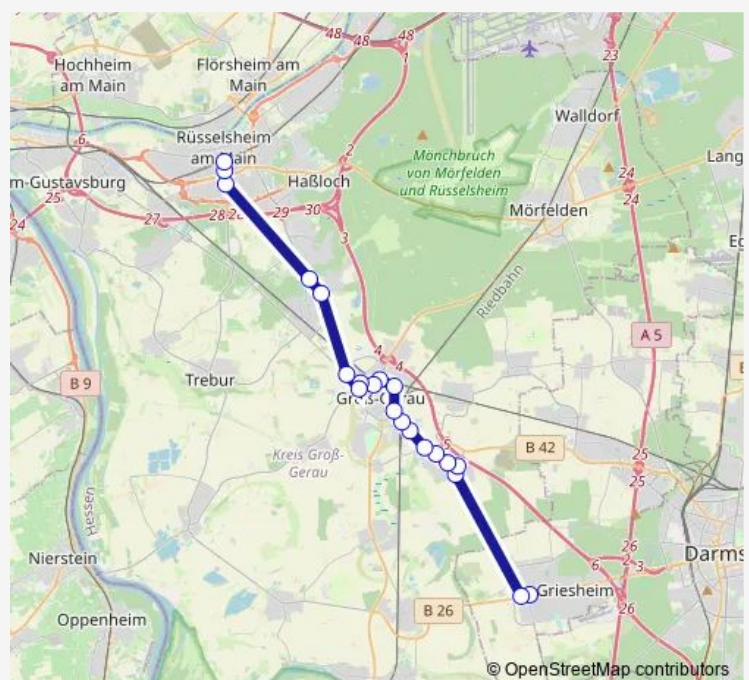 48
48
48
1
23
Hochheim
am Main
Flörsheim am
Main
Walldorf
6
Rüsselsheim
am Main
2
Mönchbruch
von Mörfelden
und Rüsselsheim
24
24
Lang
m-Gustavsburg
25
Haßloch
24
27
28
29
30
Mörfelden
3
Riedbahn
A 5
4
4
B 9
Trebur
Groß-Gerau
Kreis Groß-
Gerau
5
B 42
25
25
Hessen
Nierstein
26
6
2
3
Darms
Griesheim
B 26
26
Oppenheim
© OpenStreetMap contributors